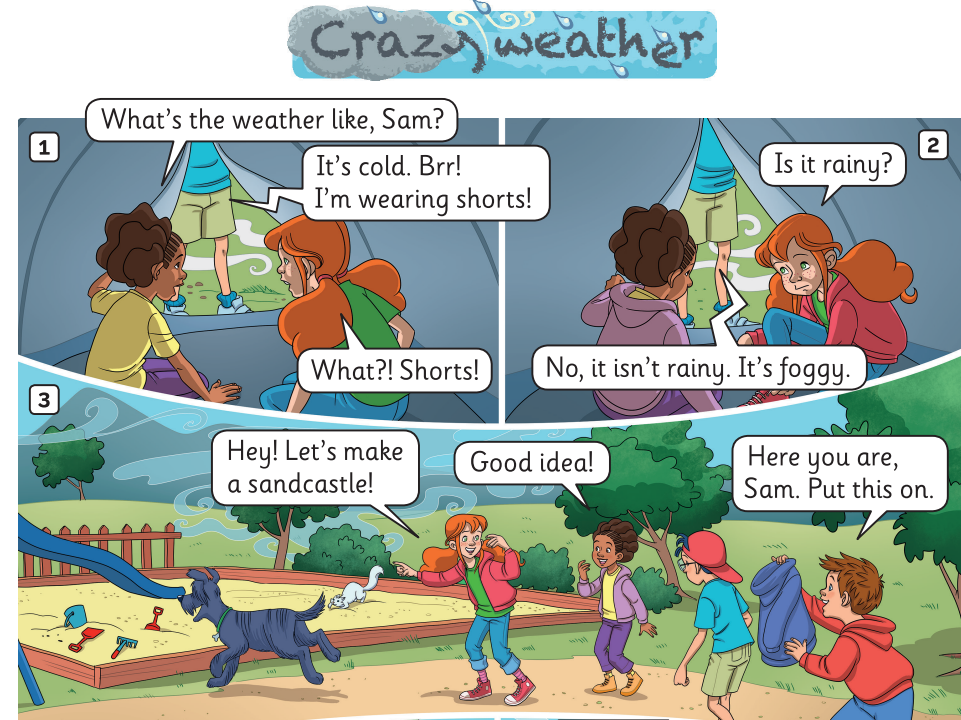 Crazy weather
1
What's the weather like, Sam?
It's cold. Brr!
I'm wearing shorts!
What?! Shorts!
2
Is it rainy?
No, it isn't rainy. It's foggy.
3
Hey! Let's make
a sandcastle!
Good idea!
Here you are,
Sam. Put this on.